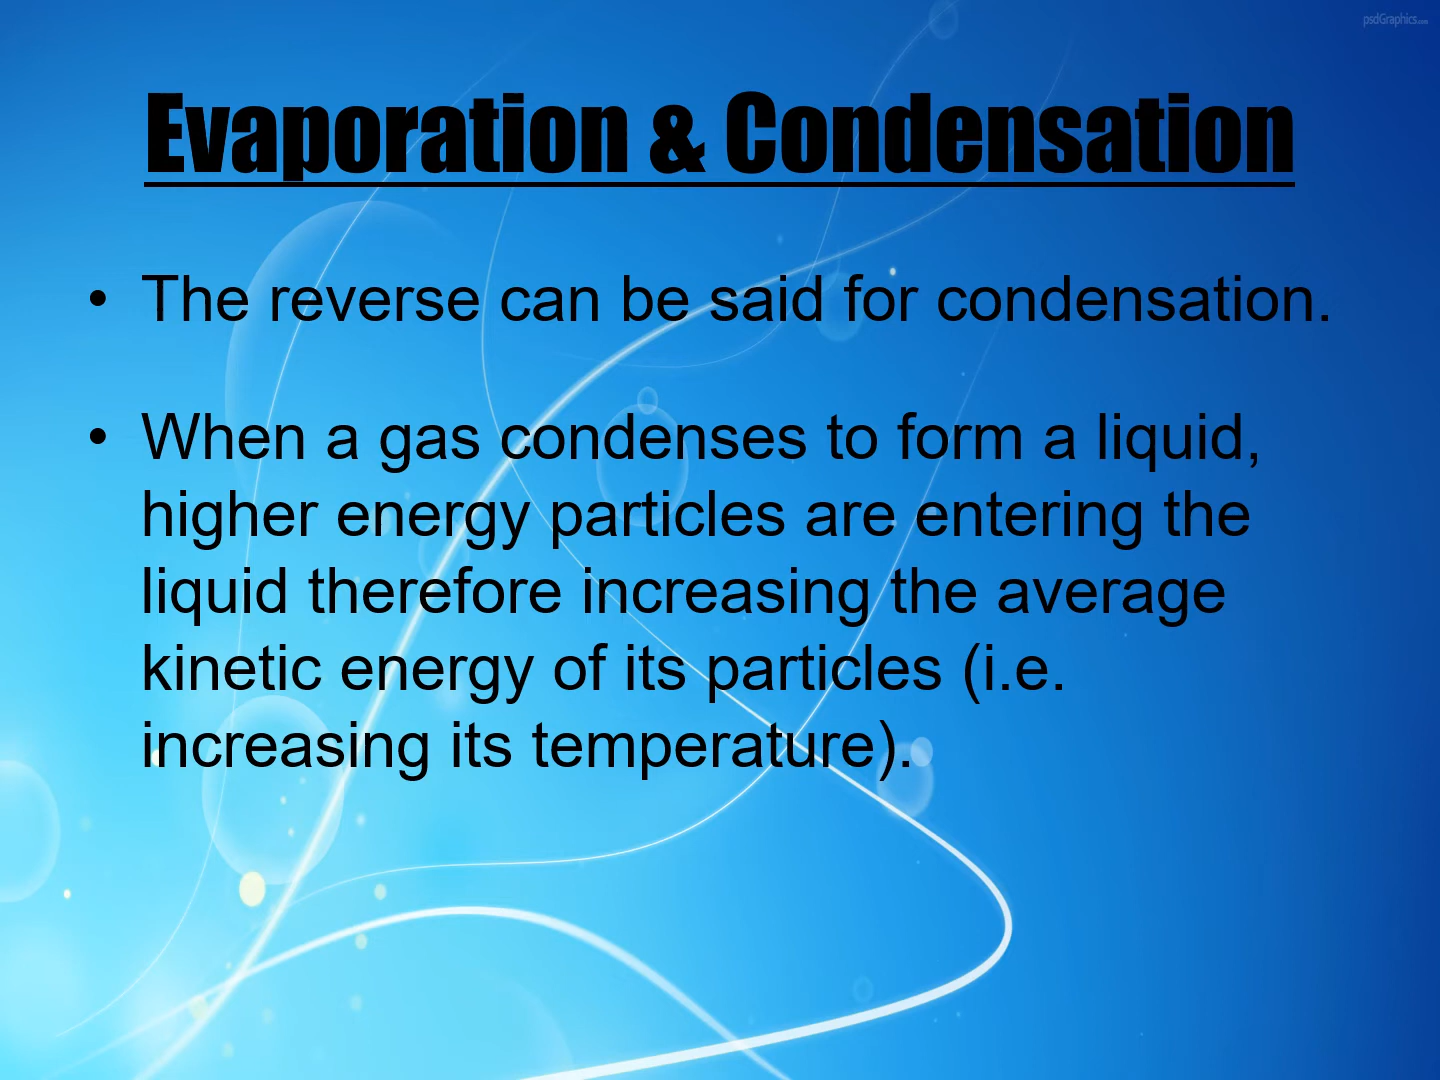 psdGraphics.com
Evaporation & Condensation
• The reverse can be said for condensation.
• When a gas condenses to form a liquid,
higher energy particles are entering the
liquid therefore increasing the average
kinetic energy of its particles (i.e.
increasing its temperature).